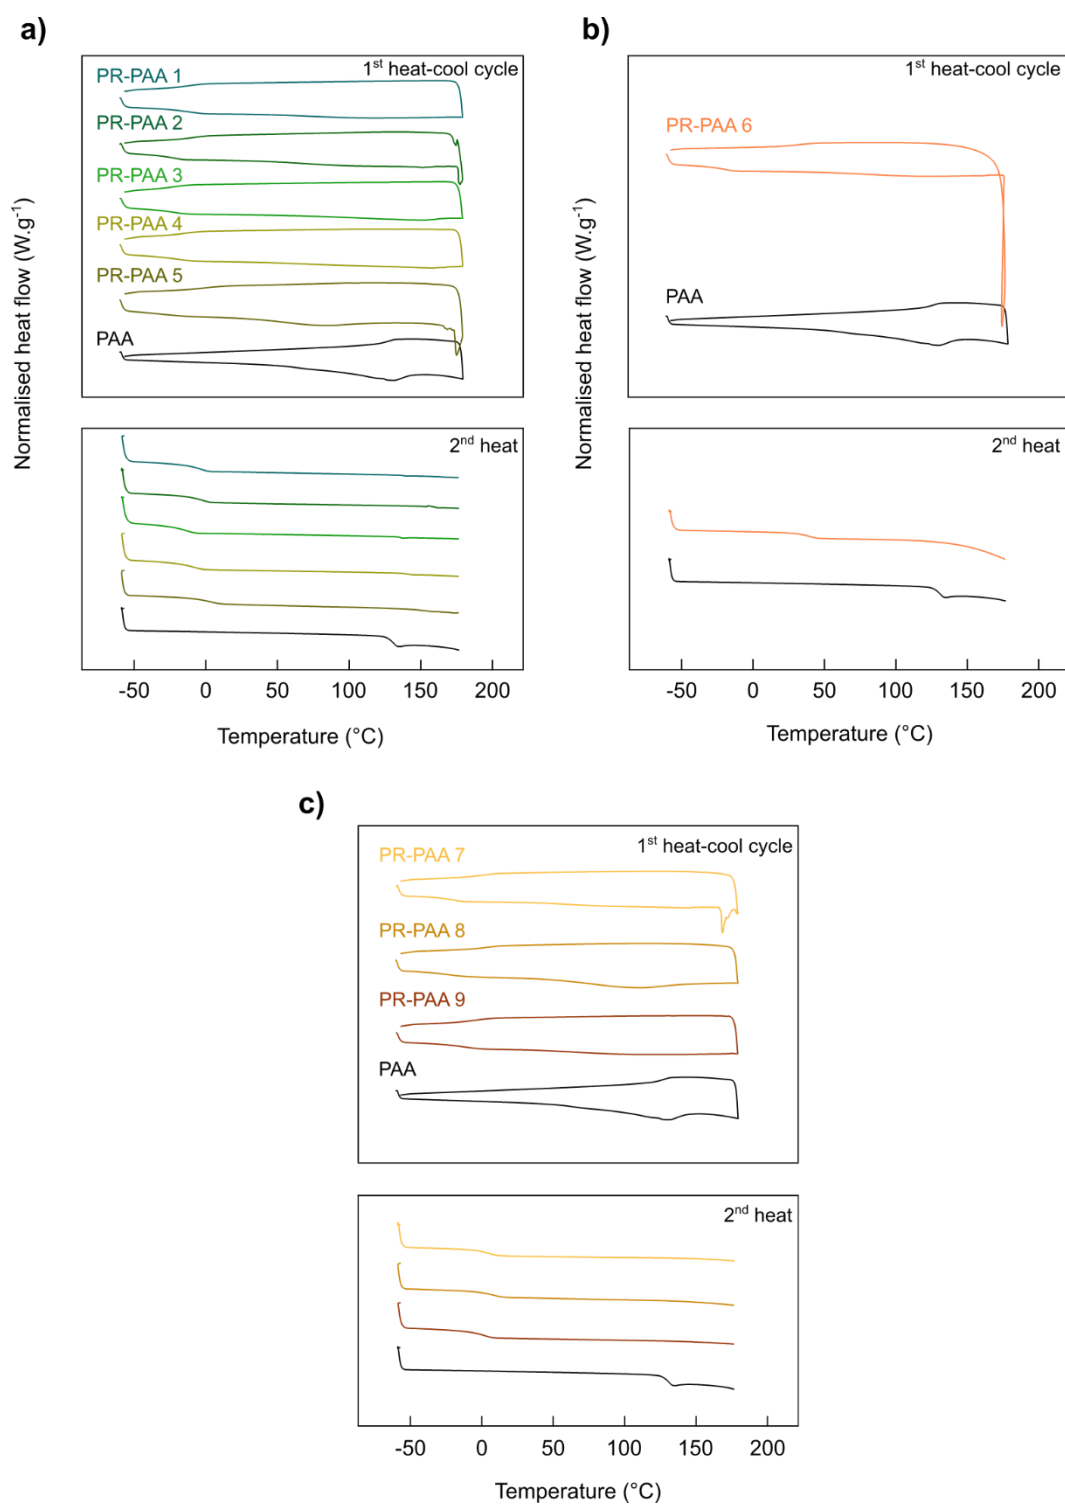 a)
1st heat-cool cycle
PR-PAA 1
PR-PAA 2
PR-PAA 3
PR-PAA 4
PR-PAA 5
PAA
2nd heat
Normalised heat flow (W.g-1)
-50 0 50 100 150 200
Temperature (°C)
b)
1st heat-cool cycle
PR-PAA 6
PAA
2nd heat
Normalised heat flow (W.g-1)
-50 0 50 100 150 200
Temperature (°C)
c)
1st heat-cool cycle
PR-PAA 7
PR-PAA 8
PR-PAA 9
PAA
2nd heat
-50 0 50 100 150 200
Temperature (°C)